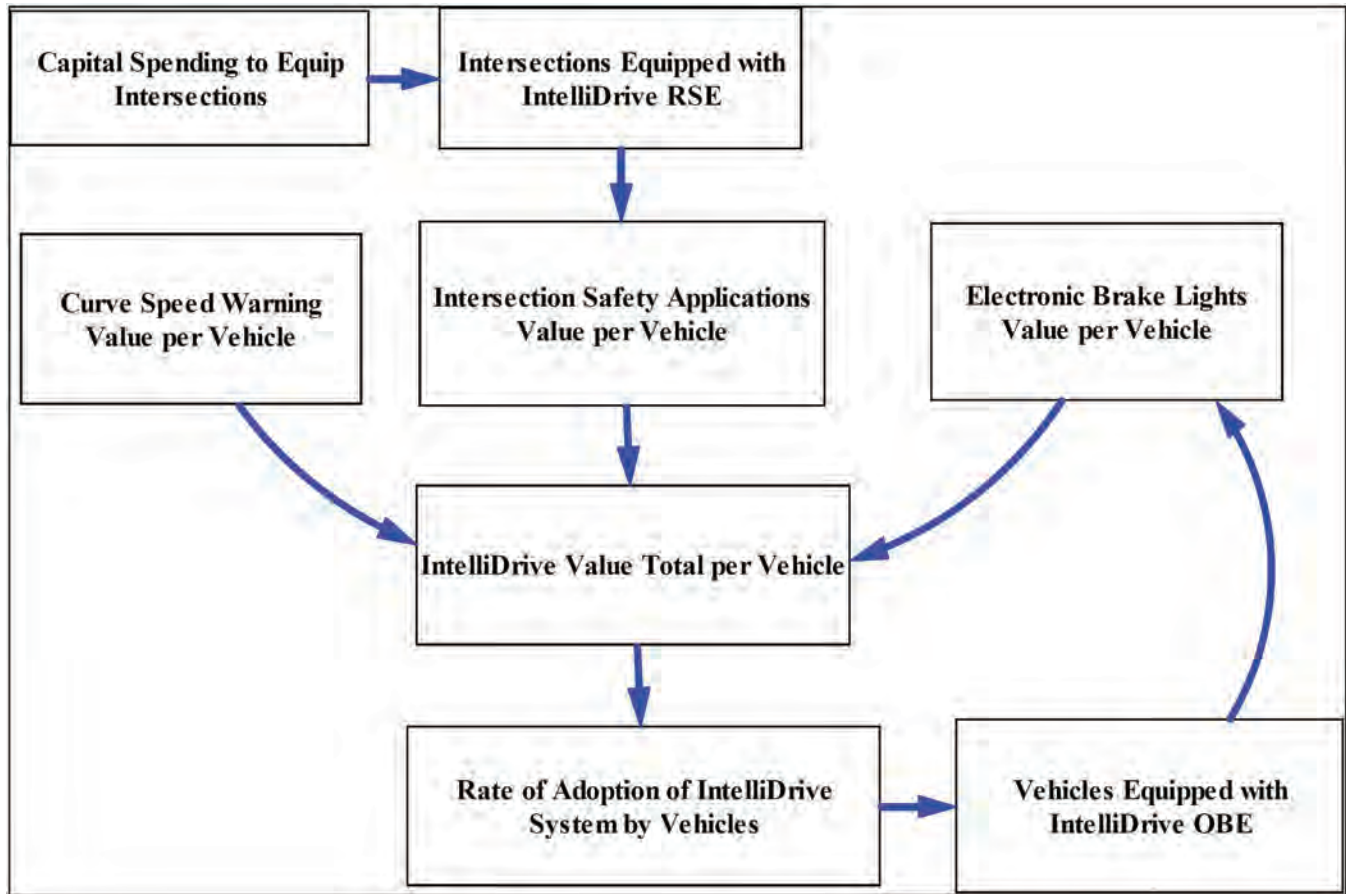 Capital Spending to Equip
Intersections
Intersections Equipped with
IntelliDrive RSE
Curve Speed Warning
Value per Vehicle
Intersection Safety Applications
Value per Vehicle
Electronic Brake Lights
Value per Vehicle
IntelliDrive Value Total per Vehicle
Rate of Adoption of IntelliDrive
System by Vehicles
Vehicles Equipped with
IntelliDrive OBE